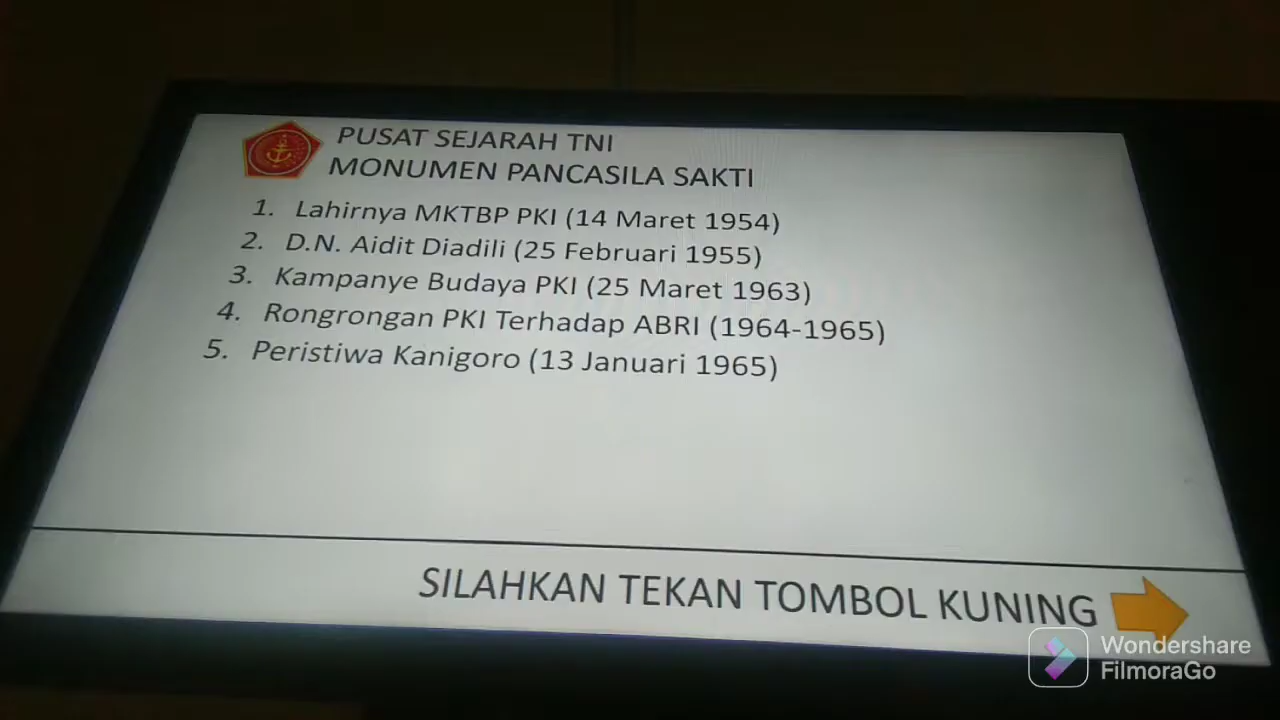 PUSAT SEJARAH TNI
MONUMEN PANCASILA SAKTI
1. Lahirnya MKTBP PKI (14 Maret 1954)
2. D.N. Aidit Diadili (25 Februari 1955)
3. Kampanye Budaya PKI (25 Maret 1963)
4. Rongrongan PKI Terhadap ABRI (1964-1965)
5. Peristiwa Kanigoro (13 Januari 1965)
SILAHKAN TEKAN TOMBOL KUNING
Wondershare
FilmoraGo